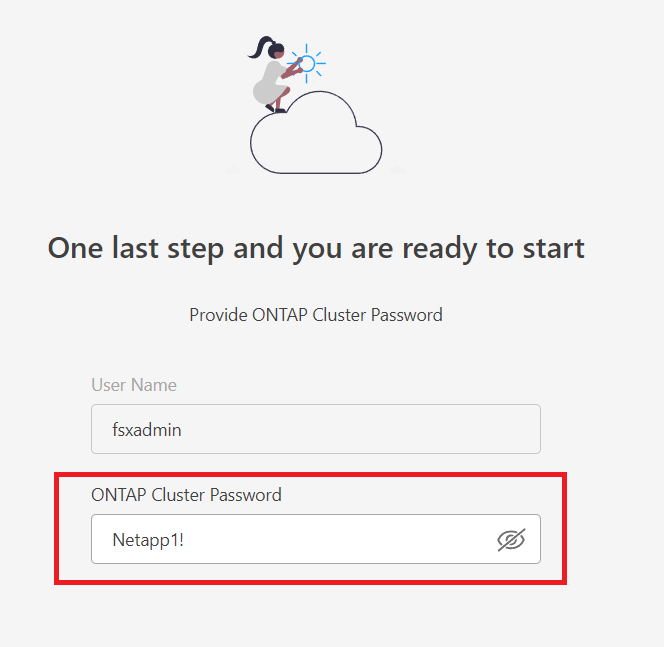 One last step and you are ready to start
Provide ONTAP Cluster Password
User Name
fsxadmin
ONTAP Cluster Password
Netapp1!